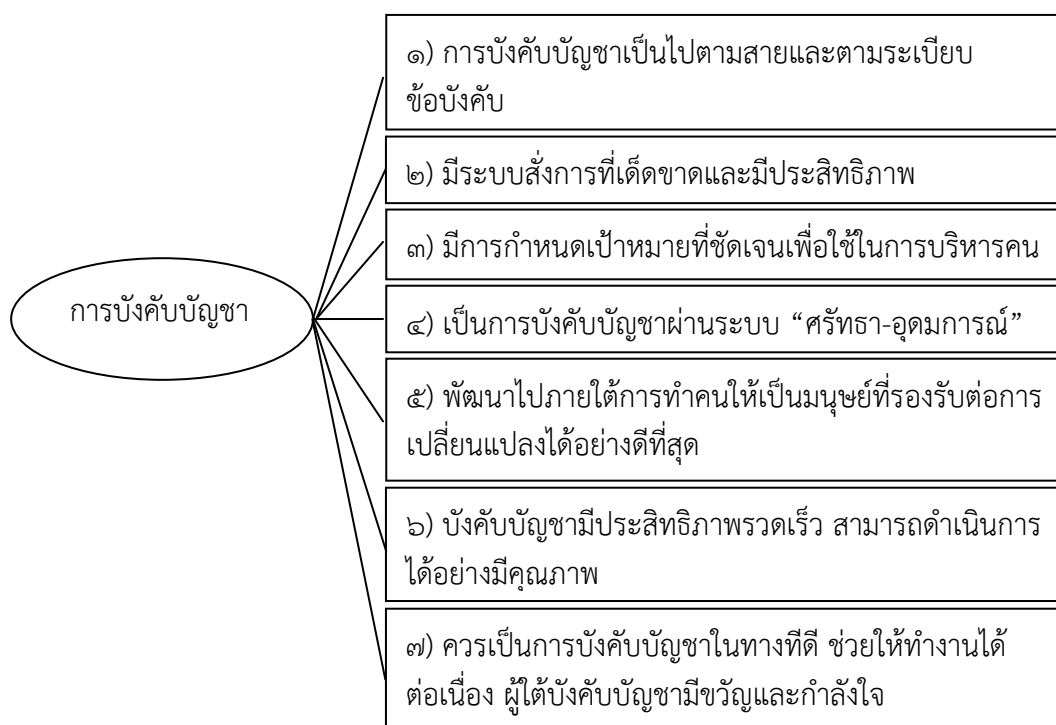 ๑) การบังคับบัญชาเป็นไปตามสายและตามระเบียบ
ข้อบังคับ
๒) มีระบบสั่งการที่เด็ดขาดและมีประสิทธิภาพ
๓) มีการกำหนดเป้าหมายที่ชัดเจนเพื่อใช้ในการบริหารคน
การบังคับบัญชา
๔) เป็นการบังคับบัญชาผ่านระบบ “ศรัทธา-อุดมการณ์”
๕) พัฒนาไปภายใต้การทำคนให้เป็นมนุษย์ที่รองรับต่อการ
เปลี่ยนแปลงได้อย่างดีที่สุด
๖) บังคับบัญชามีประสิทธิภาพรวดเร็ว สามารถดำเนินการ
ได้อย่างมีคุณภาพ
๗) ควรเป็นการบังคับบัญชาในทางทีดี ช่วยให้ทำงานได้
ต่อเนื่อง ผู้ใต้บังคับบัญชามีขวัญและกำลังใจ